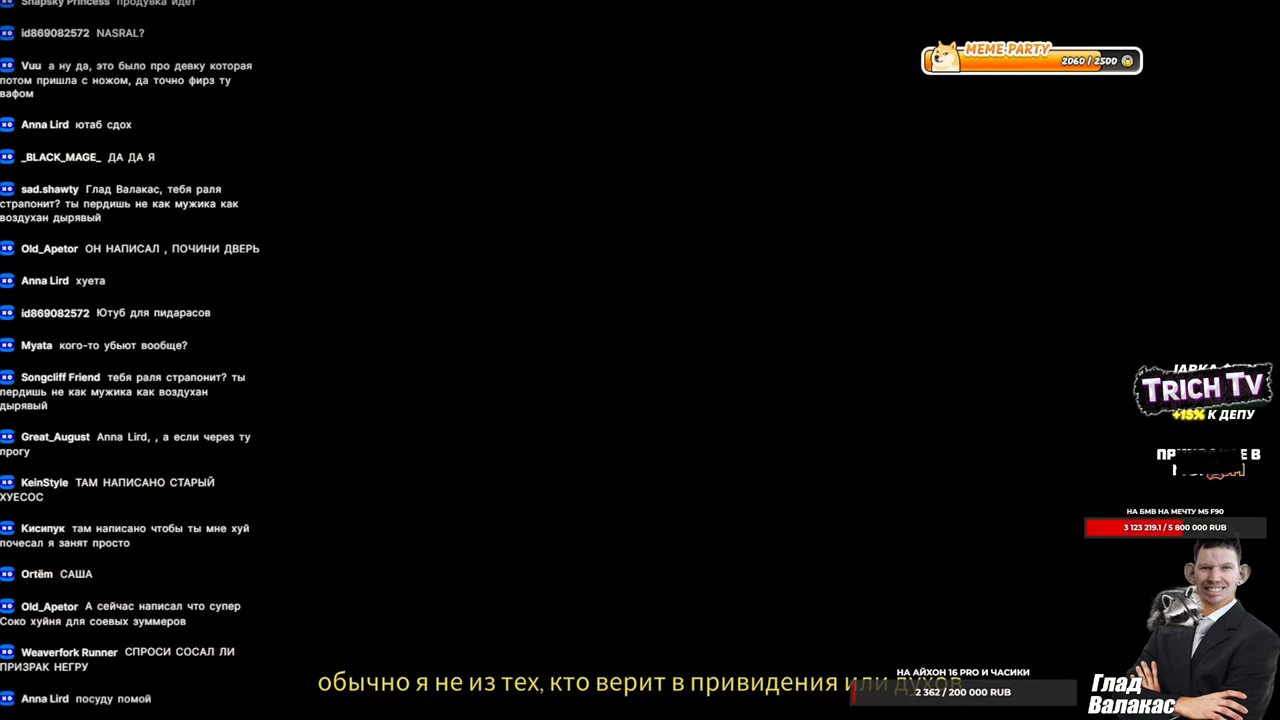 Snapsky Princess продувка идет
id869082572 NASRAL?
Vuu а ну да, это было про девку которая
потом пришла с ножом, да точно фирз ту
вафом
Anna Lird ютаб сдох
_BLACK_MAGE_ ДА ДА Я
sad.shawty Глад Валакас, тебя раля
страпонит? ты пердишь не как мужика как
воздухан дырявый
Old_Apetor ОН НАПИСАЛ , ПОЧИНИ ДВЕРЬ
Anna Lird хуета
id869082572 Ютуб для пидарасов
Myata кого-то убьют вообще?
Songcliff Friend тебя раля страпонит? ты
пердишь не как мужика как воздухан
дырявый
Great_August Anna Lird, , а если через ту
прогу
KeinStyle ТАМ НАПИСАНО СТАРЫЙ
ХУЕСОС
Кисипук там написано чтобы ты мне хуй
почесал я занят просто
Ortëm САША
Old_Apetor А сейчас написал что супер
Соко хуйня для соевых зуммеров
Weaverfork Runner СПРОСИ СОСАЛ ЛИ
ПРИЗРАК НЕГРУ
Anna Lird посуду помой
MEME PARTY
2060 / 2500
TRICH TV
+15% К ДЕПУ
НА БМВ НА МЕЧТУ M5 F90
3 123 219.1 / 5 800 000 RUB
НА АЙХОН 16 PRO И ЧАСИКИ
2 362 / 200 000 RUB
обычно я не из тех, кто верит в привидения или духов
Глад
Валакас